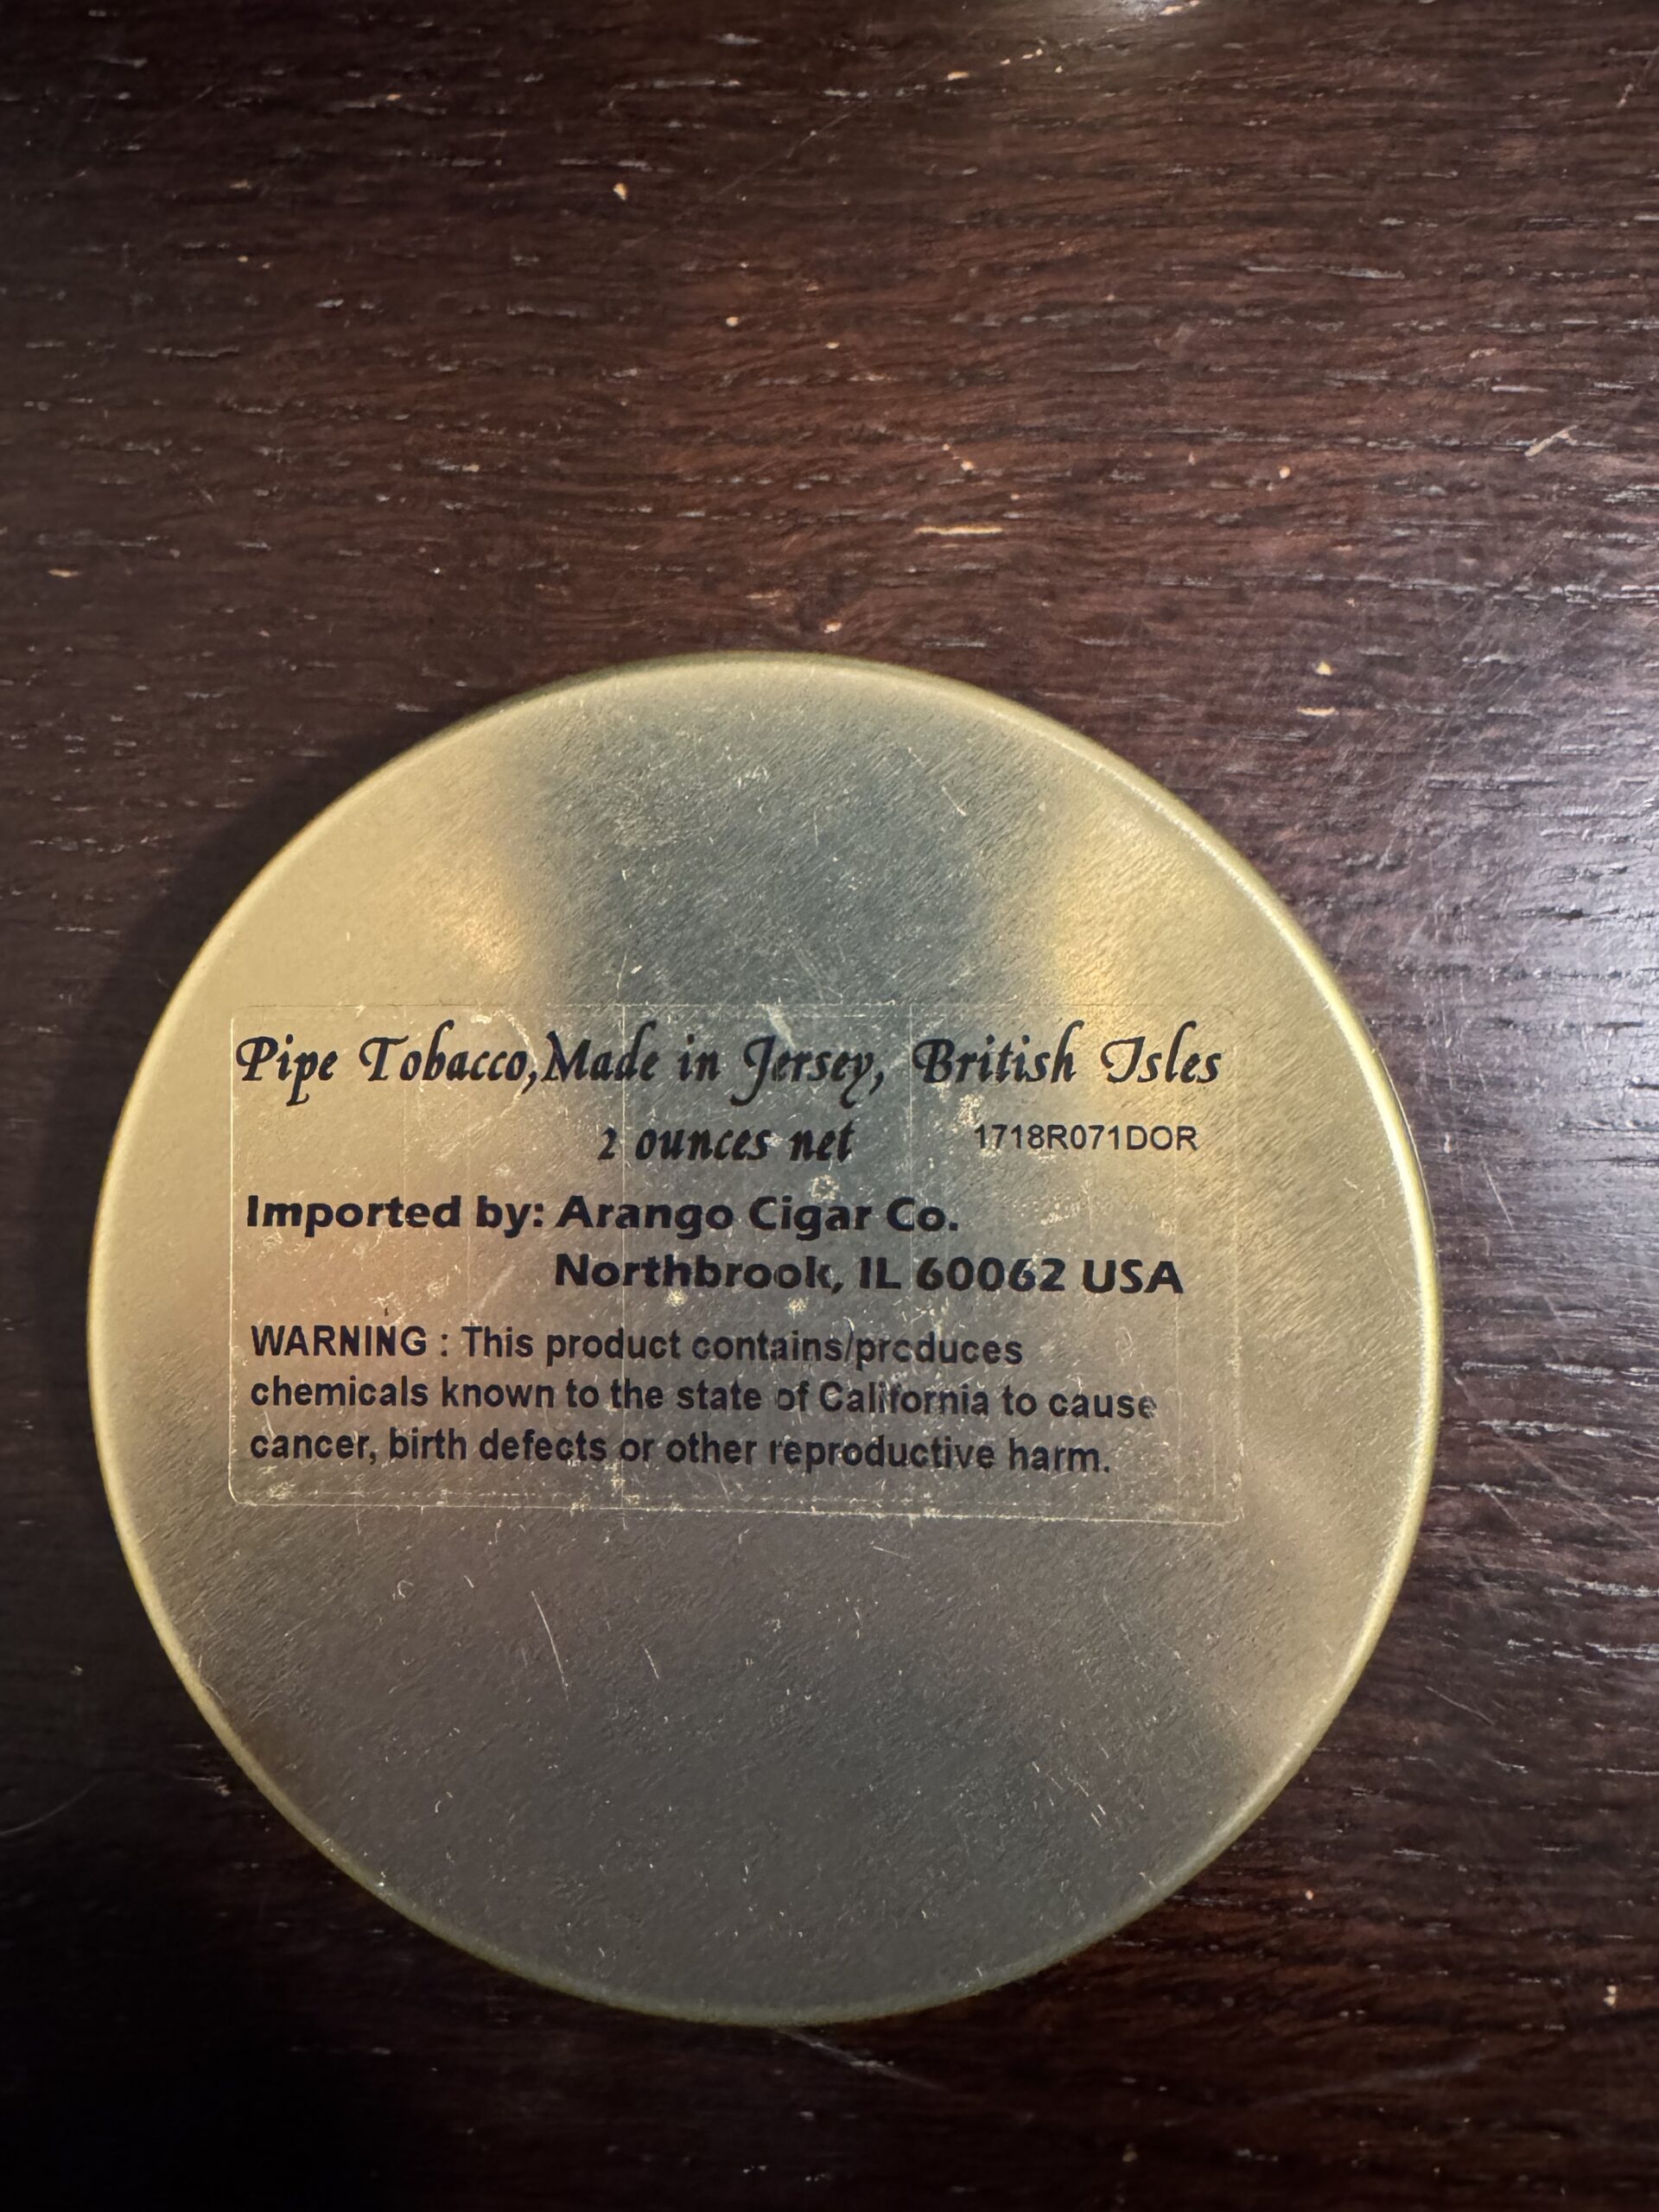 Pipe Tobacco,Made in Jersey, British Isles
2 ounces net 1718R071DOR
Imported by: Arango Cigar Co.
Northbrook, IL 60062 USA
WARNING : This product contains/produces
chemicals known to the state of California to cause
cancer, birth defects or other reproductive harm.